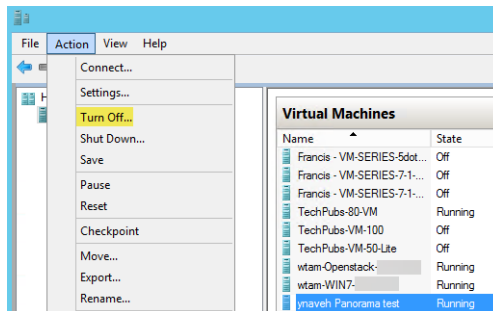 File Action View Help
Connect...
Settings...
H
Turn Off...
Shut Down...
Save
Pause
Reset
Checkpoint
Move...
Export...
Rename...
Virtual Machines
Name State
Francis - VM-SERIES-5dot... Off
Francis - VM-SERIES-7-1-... Off
Francis - VM-SERIES-7-1-... Off
TechPubs-80-VM Running
TechPubs-VM-100 Off
TechPubs-VM-50-Lite Off
wtam-Openstack- Running
wtam-WIN7- Running
ynaveh Panorama test Running